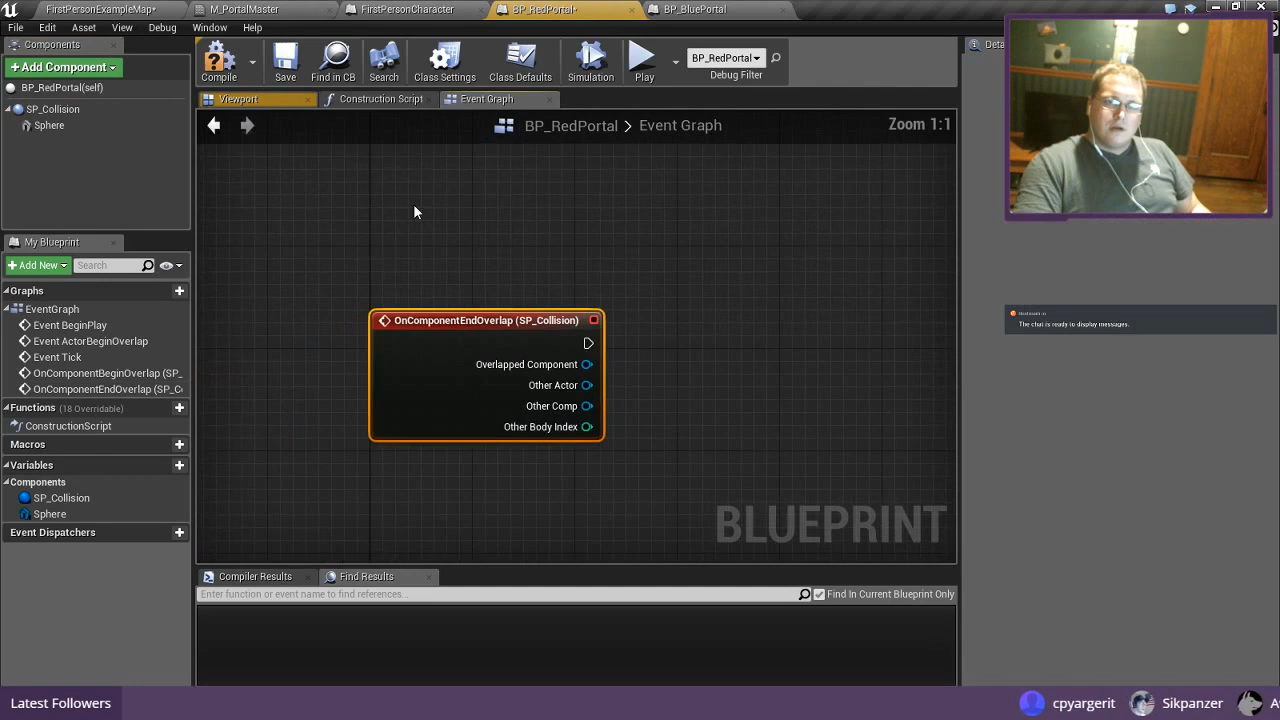 FirstPersonExampleMap•
M_PortalMaster
FirstPersonCharacter
BP_RedPortal•
BP_BluePortal
File
Edit
Asset
View
Debug
Window
Help
Components
+ Add Component
BP_RedPortal(self)
SP_Collision
Sphere
Compile
Save
Find in CB
Search
Class Settings
Class Defaults
Simulation
Play
BP_RedPortal
Debug Filter
Viewport
Construction Script
Event Graph
BP_RedPortal > Event Graph
Zoom 1:1
OnComponentEndOverlap (SP_Collision)
Overlapped Component
Other Actor
Other Comp
Other Body Index
BLUEPRINT
My Blueprint
+ Add New
Search
Graphs
EventGraph
Event BeginPlay
Event ActorBeginOverlap
Event Tick
OnComponentBeginOverlap (SP_
OnComponentEndOverlap (SP_C
Functions (18 Overridable)
ConstructionScript
Macros
Variables
Components
SP_Collision
Sphere
Event Dispatchers
Compiler Results
Find Results
Enter function or event name to find references...
Find In Current Blueprint Only
Deta
The chat is ready to display messages.
Latest Followers
cpyargerit
Sikpanzer
A